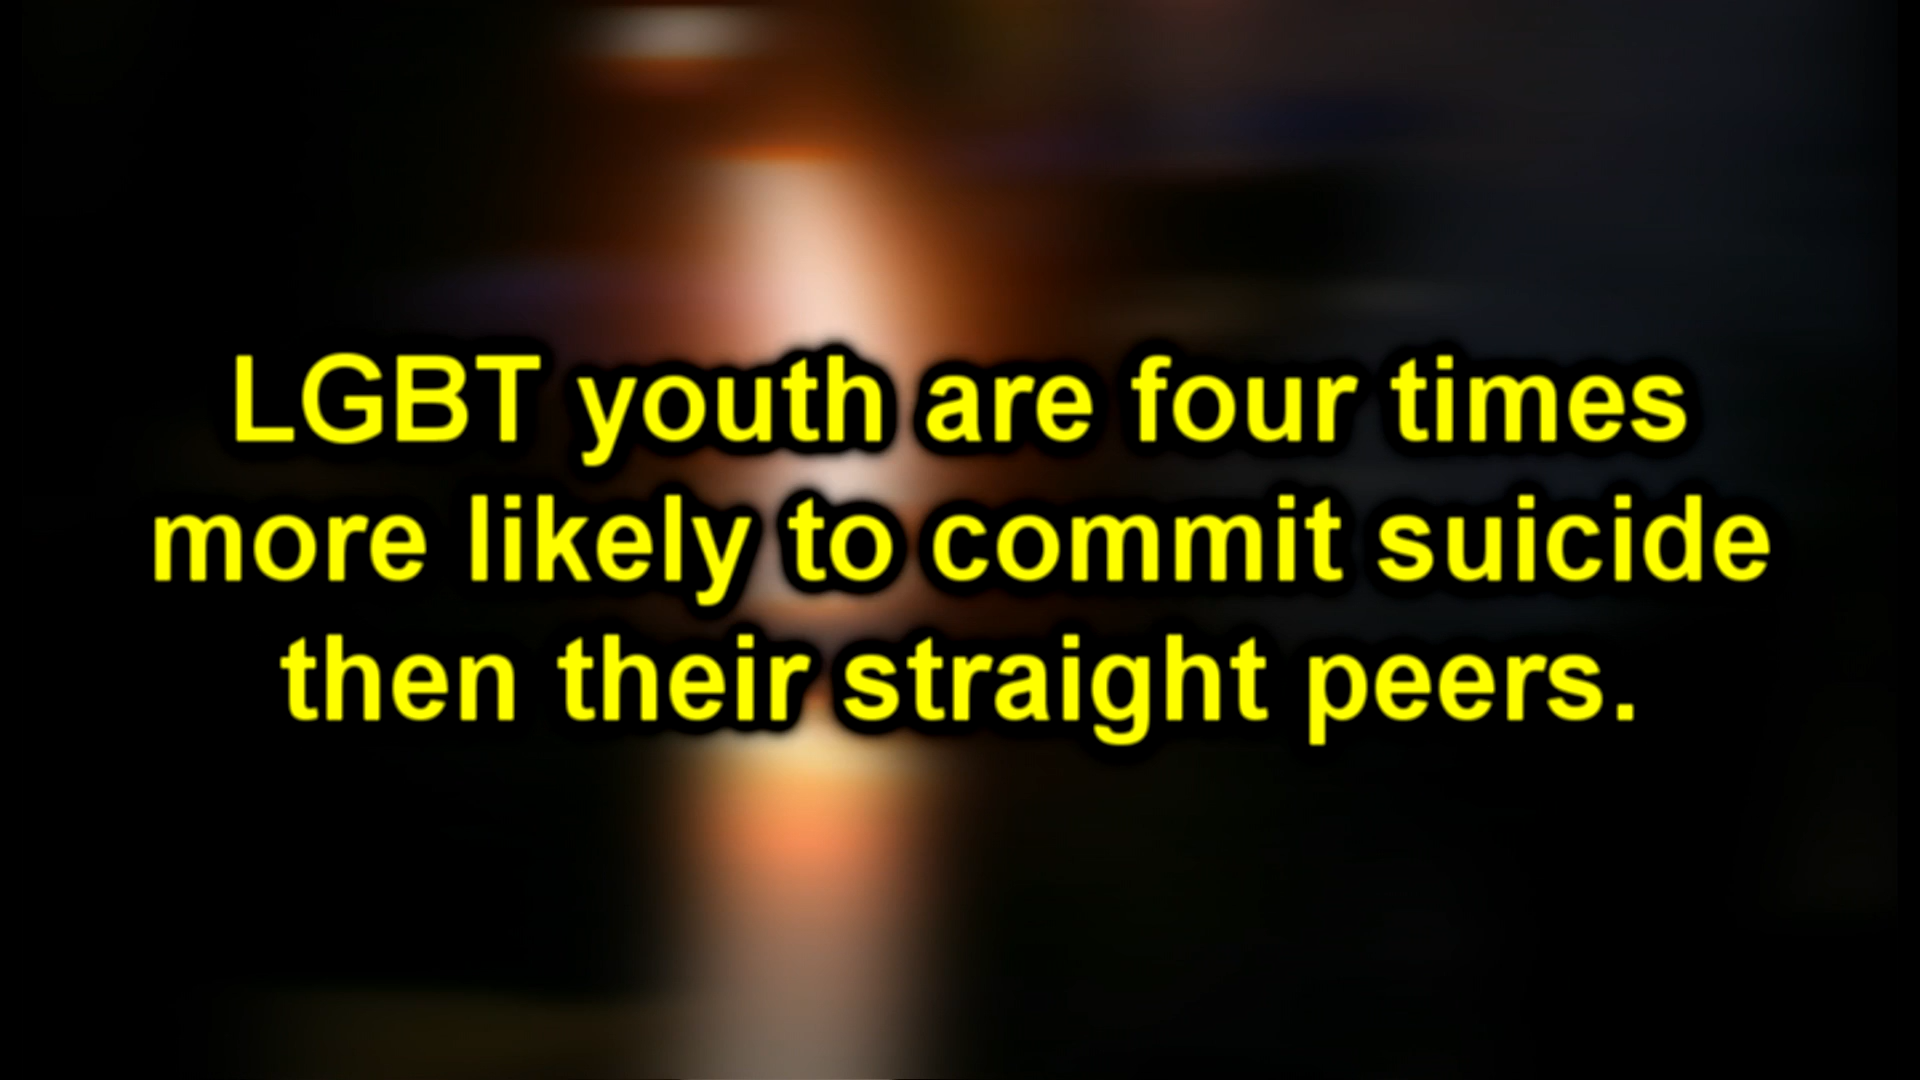 LGBT youth are four times
more likely to commit suicide
then their straight peers.